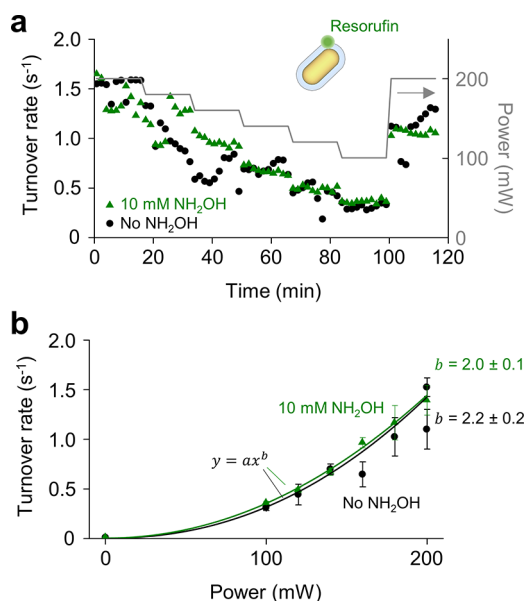 a
Resorufin
2.0
1.5
1.0
0.5
0
Turnover rate (s⁻¹)
200
100
0
Power (mW)
10 mM NH₂OH
No NH₂OH
0 20 40 60 80 100 120
Time (min)
b
2.0
1.5
1.0
0.5
0
Turnover rate (s⁻¹)
b = 2.0 ± 0.1
10 mM NH₂OH
b = 2.2 ± 0.2
y = axᵇ
No NH₂OH
0 100 200
Power (mW)